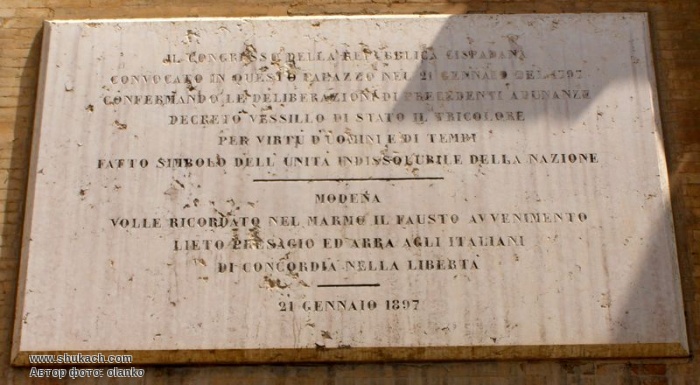 IL CONGRESSO DELLA REPUBBLICA CISPADANA
CONVOCATO IN QUESTO PALAZZO NEL 21 GENNAIO DEL 1797
CONFERMANDO LE DELIBERAZIONI DI PRECEDENTI ADUNANZE
DECRETÒ VESSILLO DI STATO IL TRICOLORE
PER VIRTÙ D'UOMINI E DI TEMPI
FATTO SIMBOLO DELL'UNITÀ INDISSOLUBILE DELLA NAZIONE
MODENA
VOLLE RICORDATO NEL MARMO IL FAUSTO AVVENIMENTO
LIETO PRESAGIO ED ARRA AGLI ITALIANI
DI CONCORDIA NELLA LIBERTÀ
21 GENNAIO 1897
www.shukach.com
Автор фото: olanko